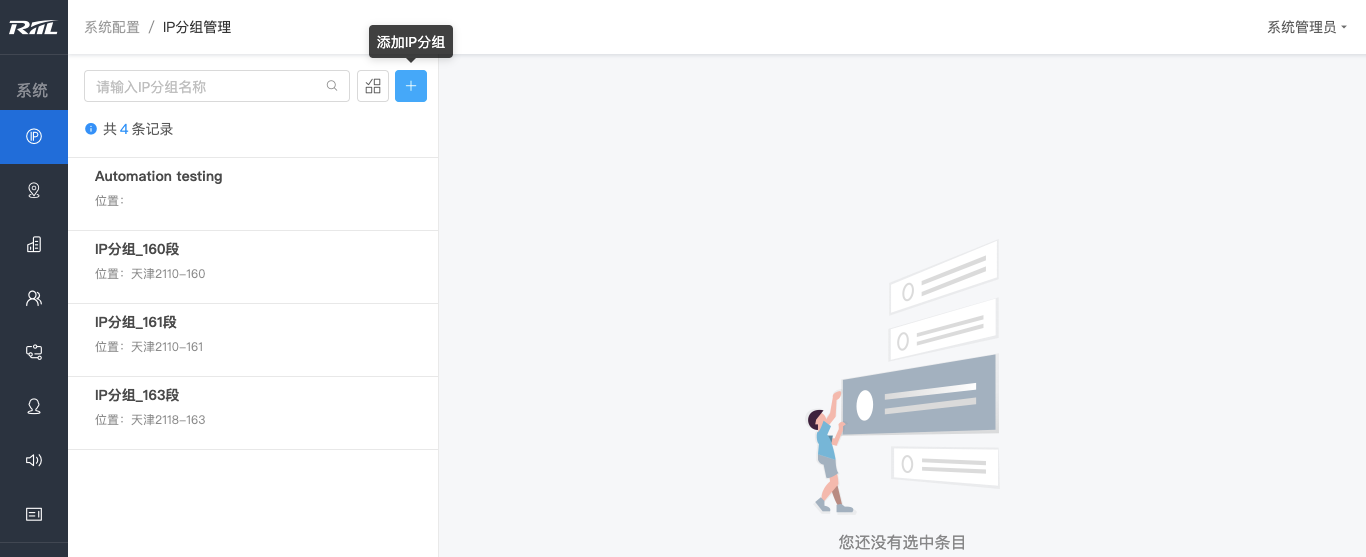 RIIL
系统配置 / IP分组管理
系统管理员
添加IP分组
系统
请输入IP分组名称
共 4 条记录
Automation testing
位置：
IP分组_160段
位置：天津2110-160
IP分组_161段
位置：天津2110-161
IP分组_163段
位置：天津2118-163
您还没有选中条目